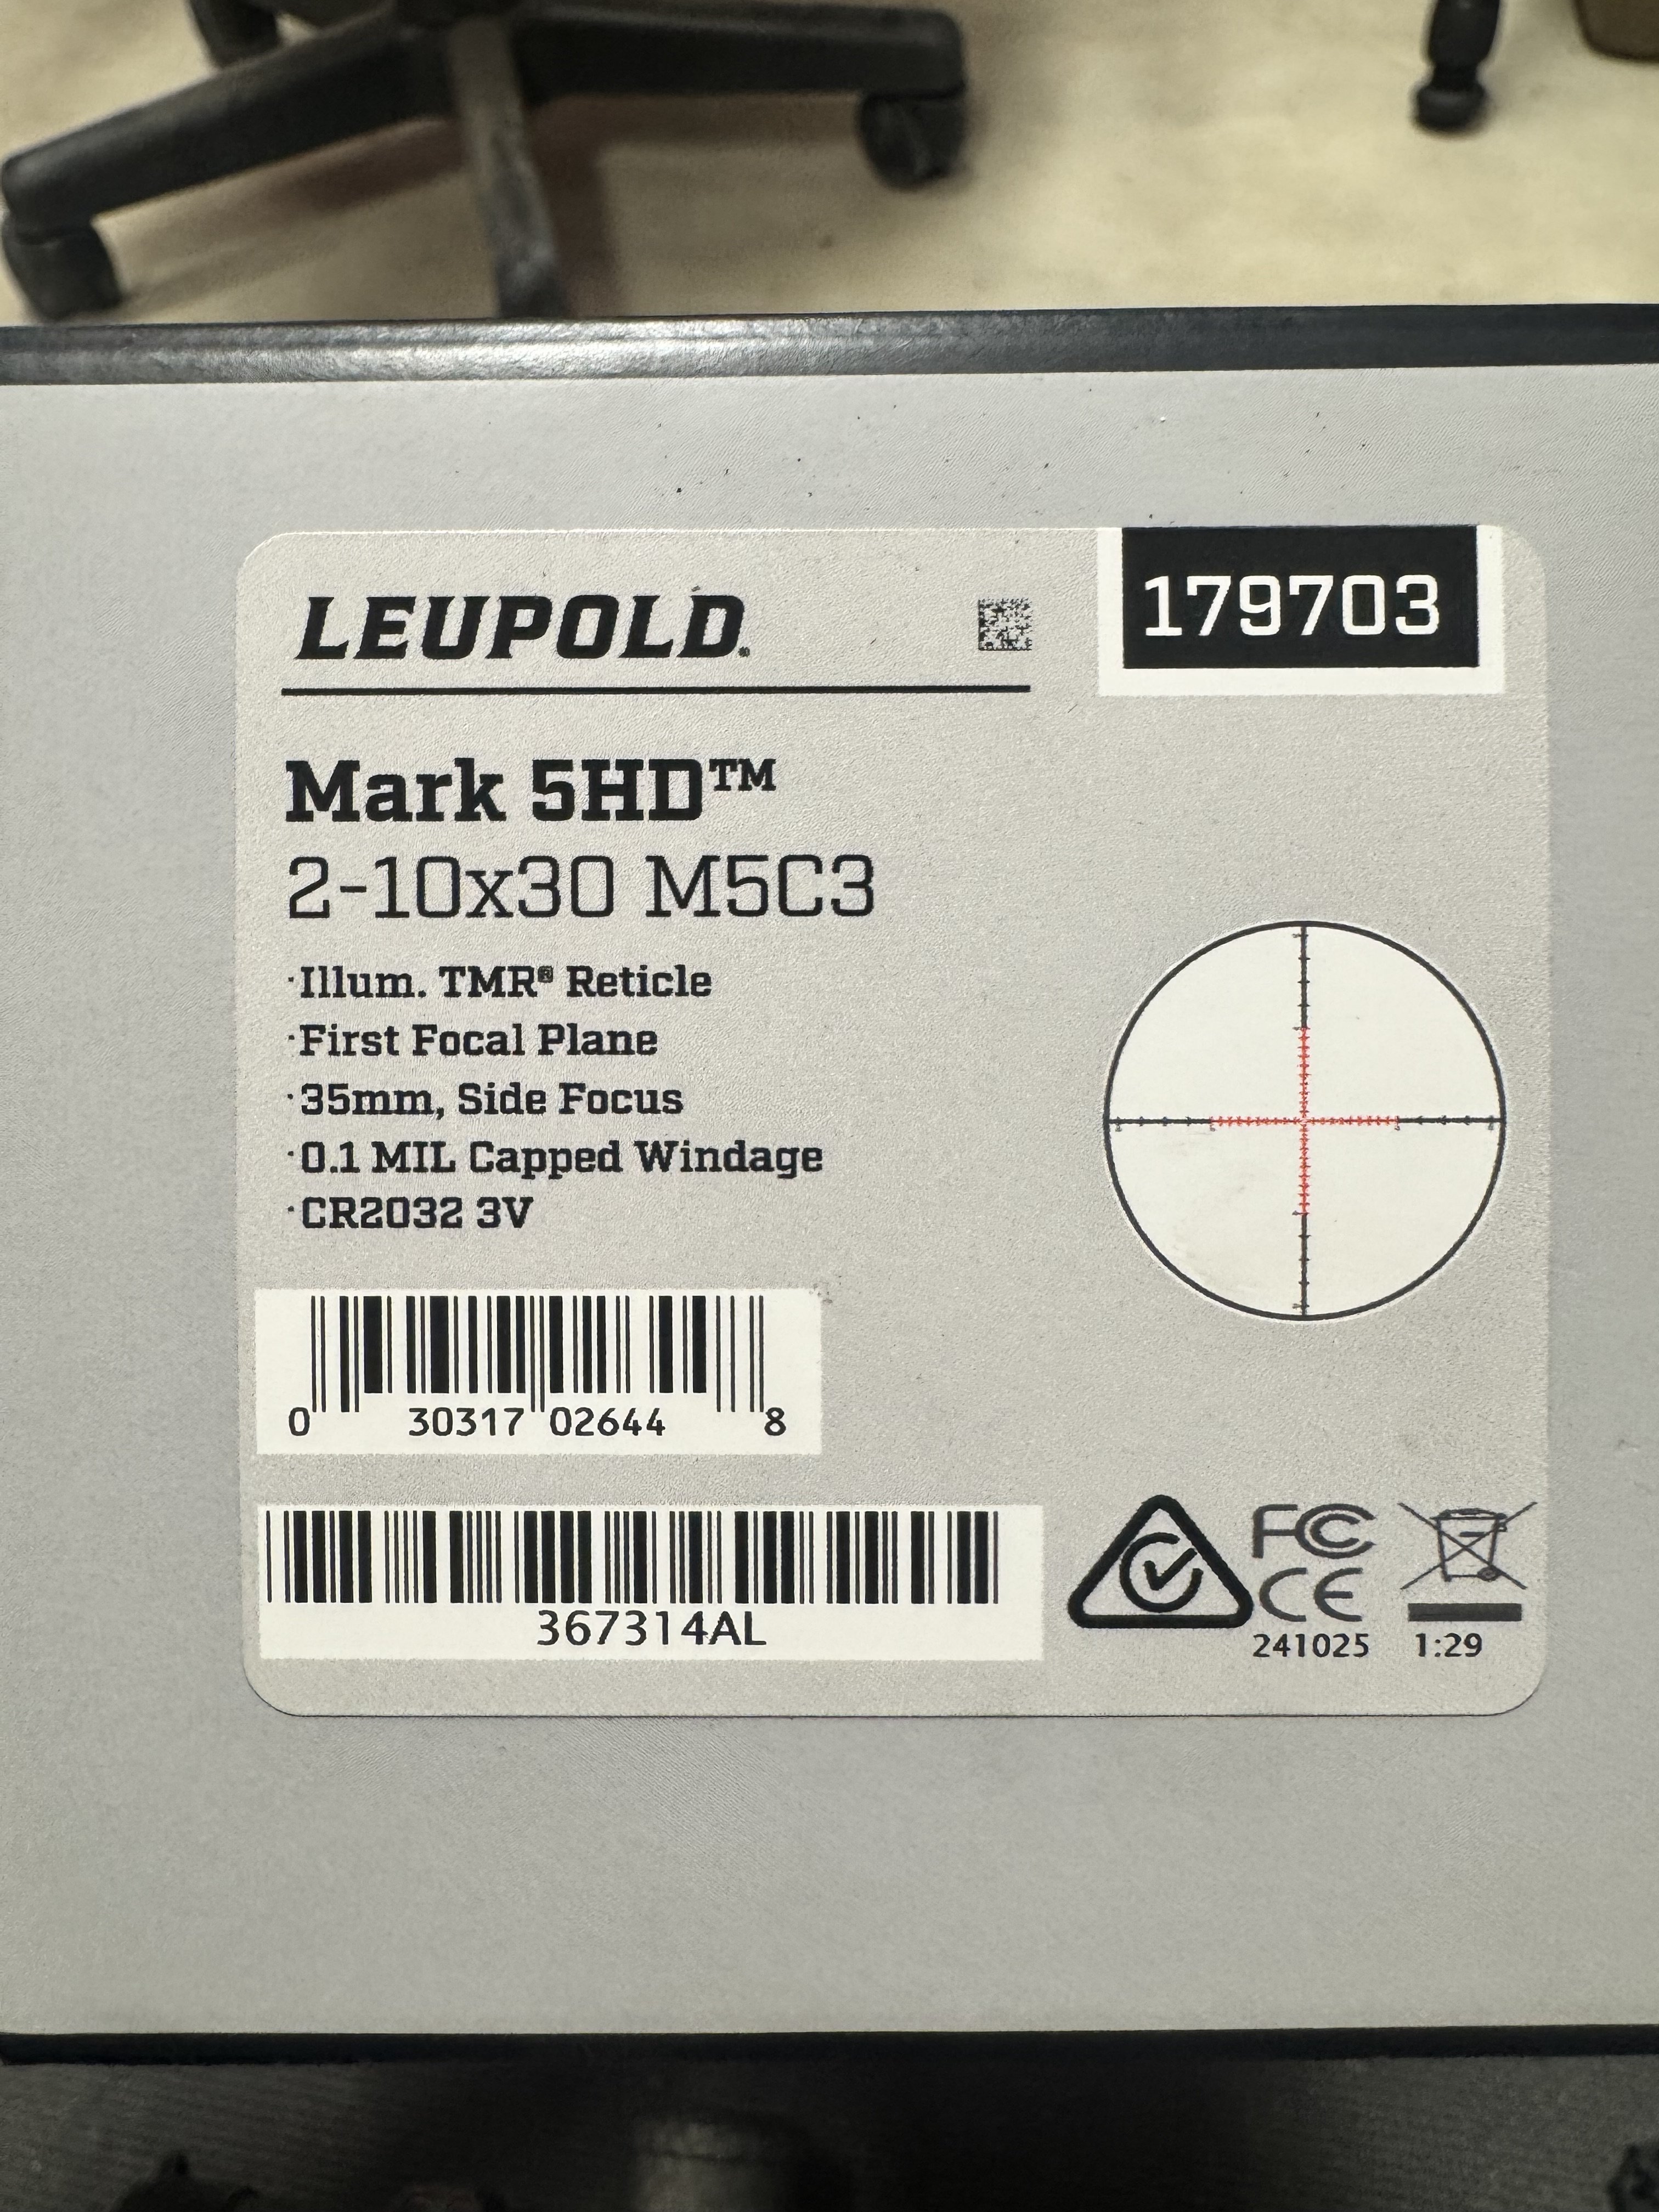 LEUPOLD®
179703
Mark 5HD™
2-10x30 M5C3
·Illum. TMR® Reticle
·First Focal Plane
·35mm, Side Focus
·0.1 MIL Capped Windage
·CR2032 3V
0 30317 02644 8
367314AL
FC
CE
241025 1:29